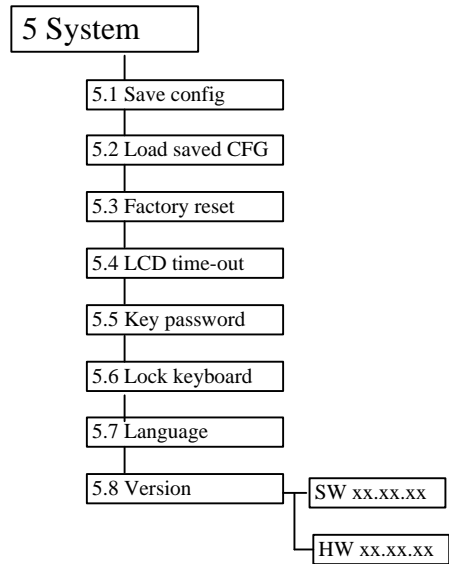 5 System
5.1 Save config
5.2 Load saved CFG
5.3 Factory reset
5.4 LCD time-out
5.5 Key password
5.6 Lock keyboard
5.7 Language
5.8 Version
SW xx.xx.xx
HW xx.xx.xx